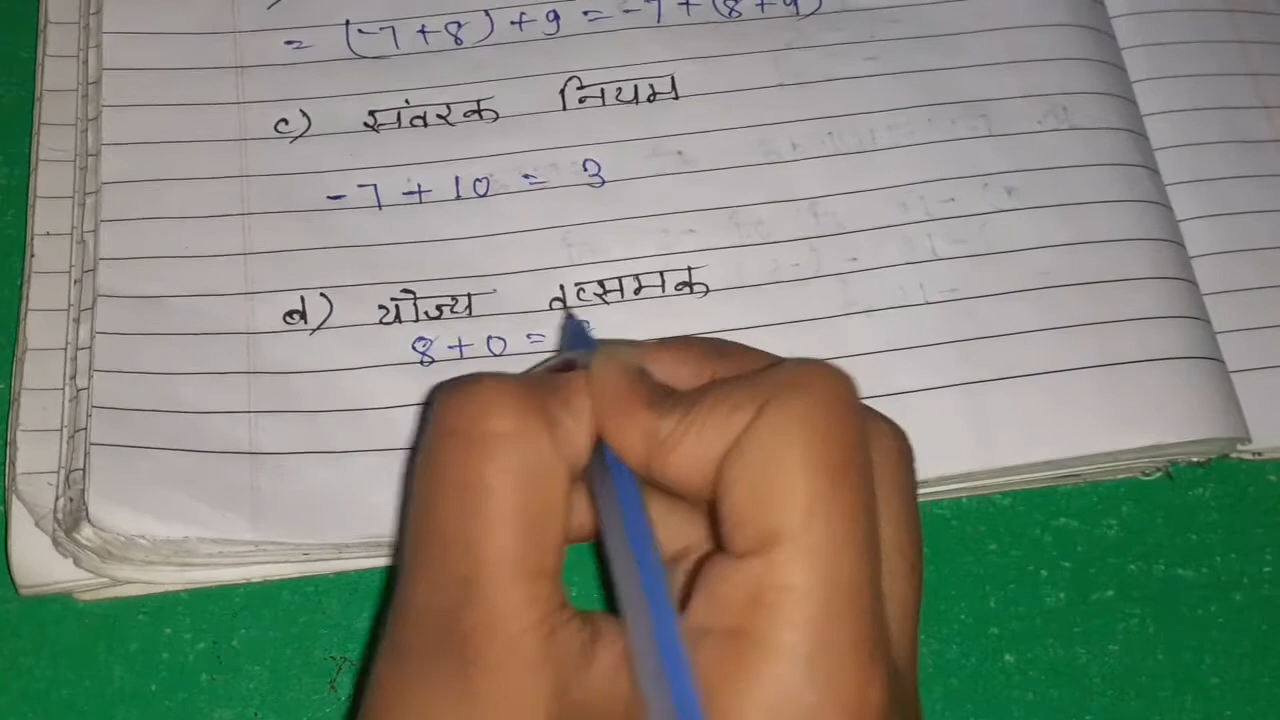 = (-7+8)+9 = -7+(8+9)
c) संवरक नियम
-7 + 10 = 3
d) योज्य तत्समक
8+0=